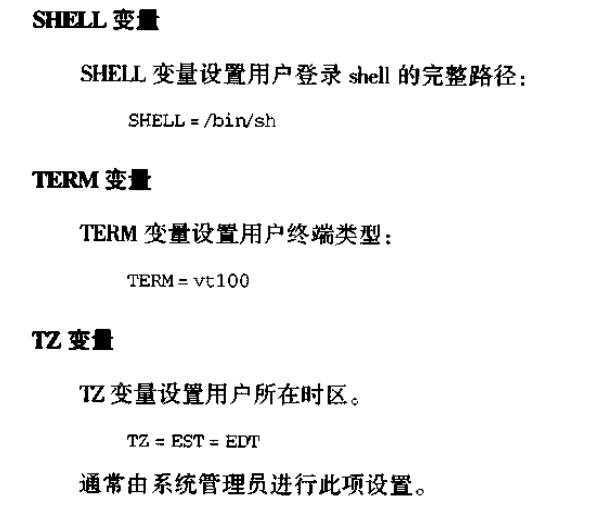 SHELL 变量
SHELL 变量设置用户登录 shell 的完整路径：
SHELL = /bin/sh
TERM 变量
TERM 变量设置用户终端类型：
TERM = vt100
TZ 变量
TZ 变量设置用户所在时区。
TZ = EST = EDT
通常由系统管理员进行此项设置。